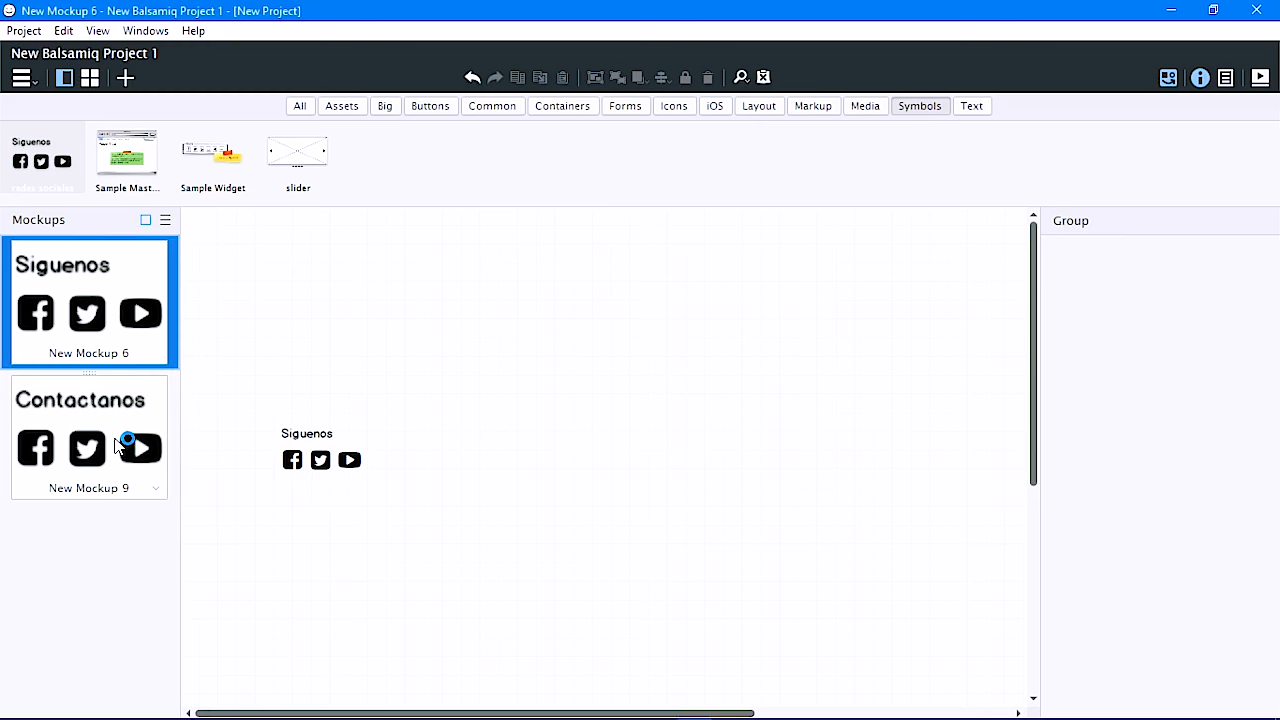 New Mockup 6 - New Balsamiq Project 1 - [New Project]
Project Edit View Windows Help
New Balsamiq Project 1
All Assets Big Buttons Common Containers Forms Icons iOS Layout Markup Media Symbols Text
Siguenos
redes sociales Sample Mast... Sample Widget slider
Mockups
Group
Siguenos
New Mockup 6
Contactanos
New Mockup 9
Siguenos